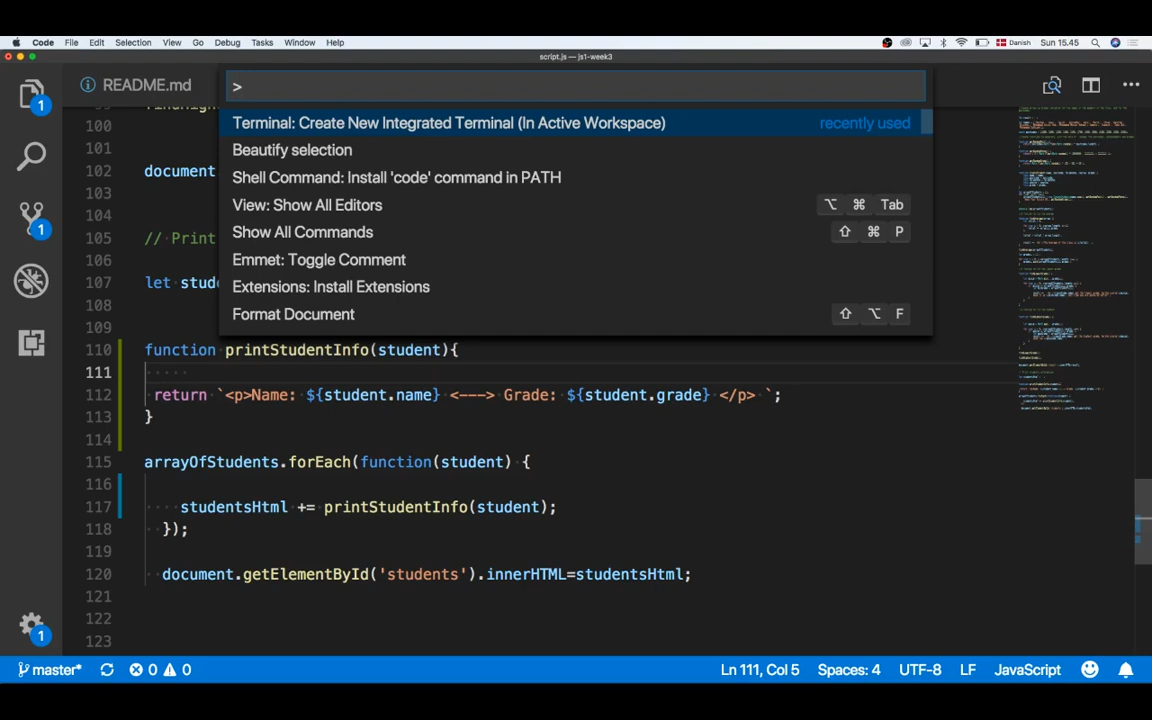 Code File Edit Selection View Go Debug Tasks Window Help Danish Sun 15.45
script.js — js1-week3
README.md
>
Terminal: Create New Integrated Terminal (In Active Workspace) recently used
Beautify selection
Shell Command: Install 'code' command in PATH
View: Show All Editors ⌥ ⌘ Tab
Show All Commands ⇧ ⌘ P
Emmet: Toggle Comment
Extensions: Install Extensions
Format Document ⇧ ⌥ F
100
101
102 document
103
104
105 // Print
106
107 let stude
108
109
110 function printStudentInfo(student){
111
112 return `<p>Name: ${student.name} <---> Grade: ${student.grade} </p> `;
113 }
114
115 arrayOfStudents.forEach(function(student) {
116
117 studentsHtml += printStudentInfo(student);
118 });
119
120 document.getElementById('students').innerHTML=studentsHtml;
121
122
123
1
1
1
master* 0 0 Ln 111, Col 5 Spaces: 4 UTF-8 LF JavaScript